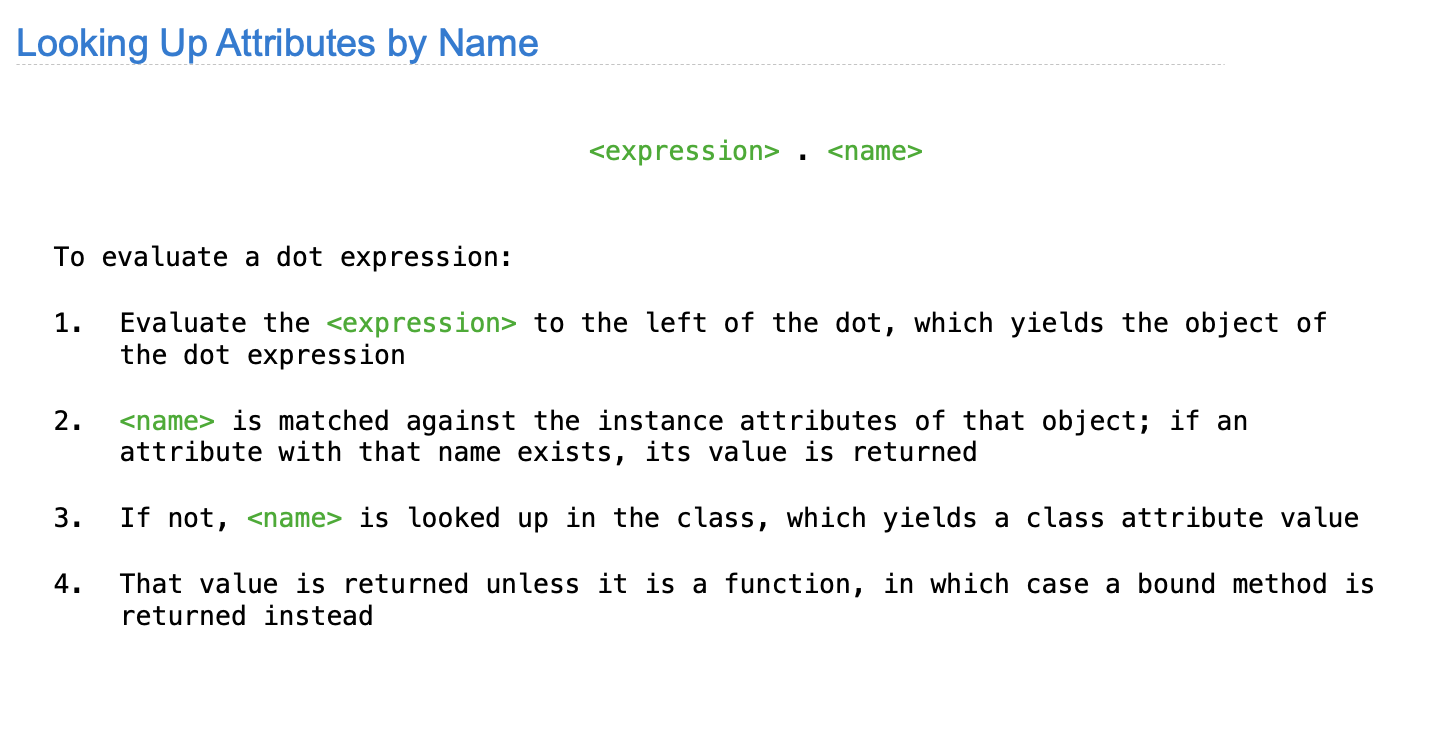 Looking Up Attributes by Name
<expression> . <name>
To evaluate a dot expression:
1. Evaluate the <expression> to the left of the dot, which yields the object of
the dot expression
2. <name> is matched against the instance attributes of that object; if an
attribute with that name exists, its value is returned
3. If not, <name> is looked up in the class, which yields a class attribute value
4. That value is returned unless it is a function, in which case a bound method is
returned instead